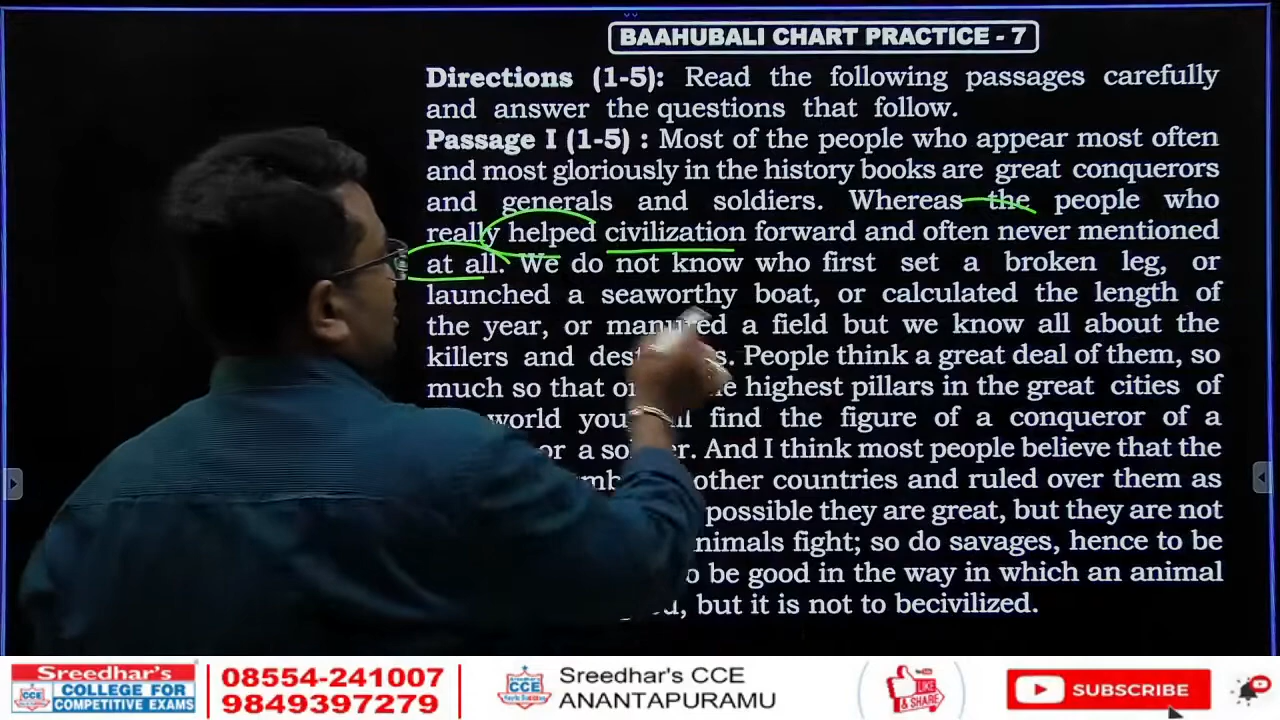 BAAHUBALI CHART PRACTICE - 7
Directions (1-5): Read the following passages carefully
and answer the questions that follow.
Passage I (1-5) : Most of the people who appear most often
and most gloriously in the history books are great conquerors
and generals and soldiers. Whereas the people who
really helped civilization forward and often never mentioned
at all. We do not know who first set a broken leg, or
launched a seaworthy boat, or calculated the length of
the year, or manured a field but we know all about the
killers and s. People think a great deal of them, so
much so that highest pillars in the great cities of
world you find the figure of a conqueror of a
or a And I think most people believe that the
other countries and ruled over them as
possible they are great, but they are not
nimals fight; so do savages, hence to be
o be good in the way in which an animal
, but it is not to becivilized.
Sreedhar's
CCE
COLLEGE FOR
COMPETITIVE EXAMS
08554-241007
9849397279
CCE
Sreedhar's CCE
ANANTAPURAMU
LIKE
& SHARE
SUBSCRIBE